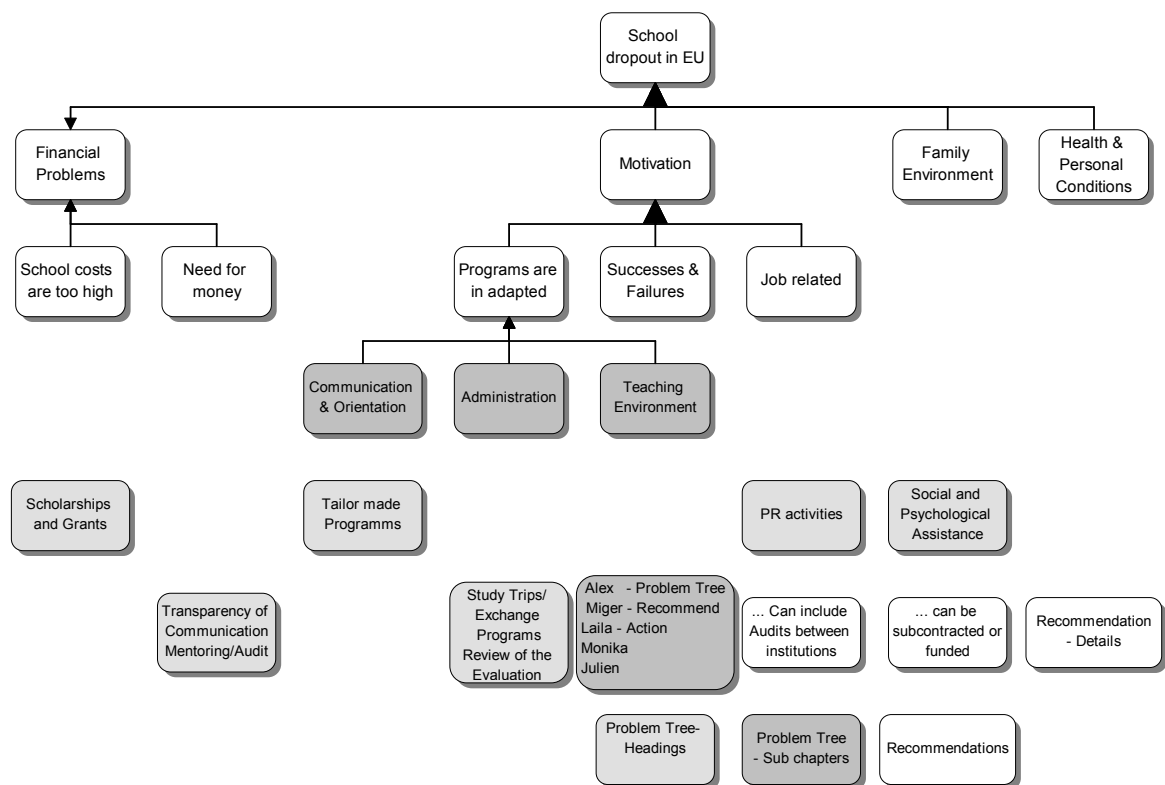 School
dropout in EU
Financial
Problems
Motivation
Family
Environment
Health &
Personal
Conditions
School costs
are too high
Need for
money
Programs are
in adapted
Successes &
Failures
Job related
Communication
& Orientation
Administration
Teaching
Environment
Scholarships
and Grants
Tailor made
Programms
PR activities
Social and
Psychological
Assistance
Transparency of
Communication
Mentoring/Audit
Study Trips/
Exchange
Programs
Review of the
Evaluation
Alex - Problem Tree
Miger - Recommend
Laila - Action
Monika
Julien
... Can include
Audits between
institutions
... can be
subcontracted or
funded
Recommendation
- Details
Problem Tree-
Headings
Problem Tree
- Sub chapters
Recommendations